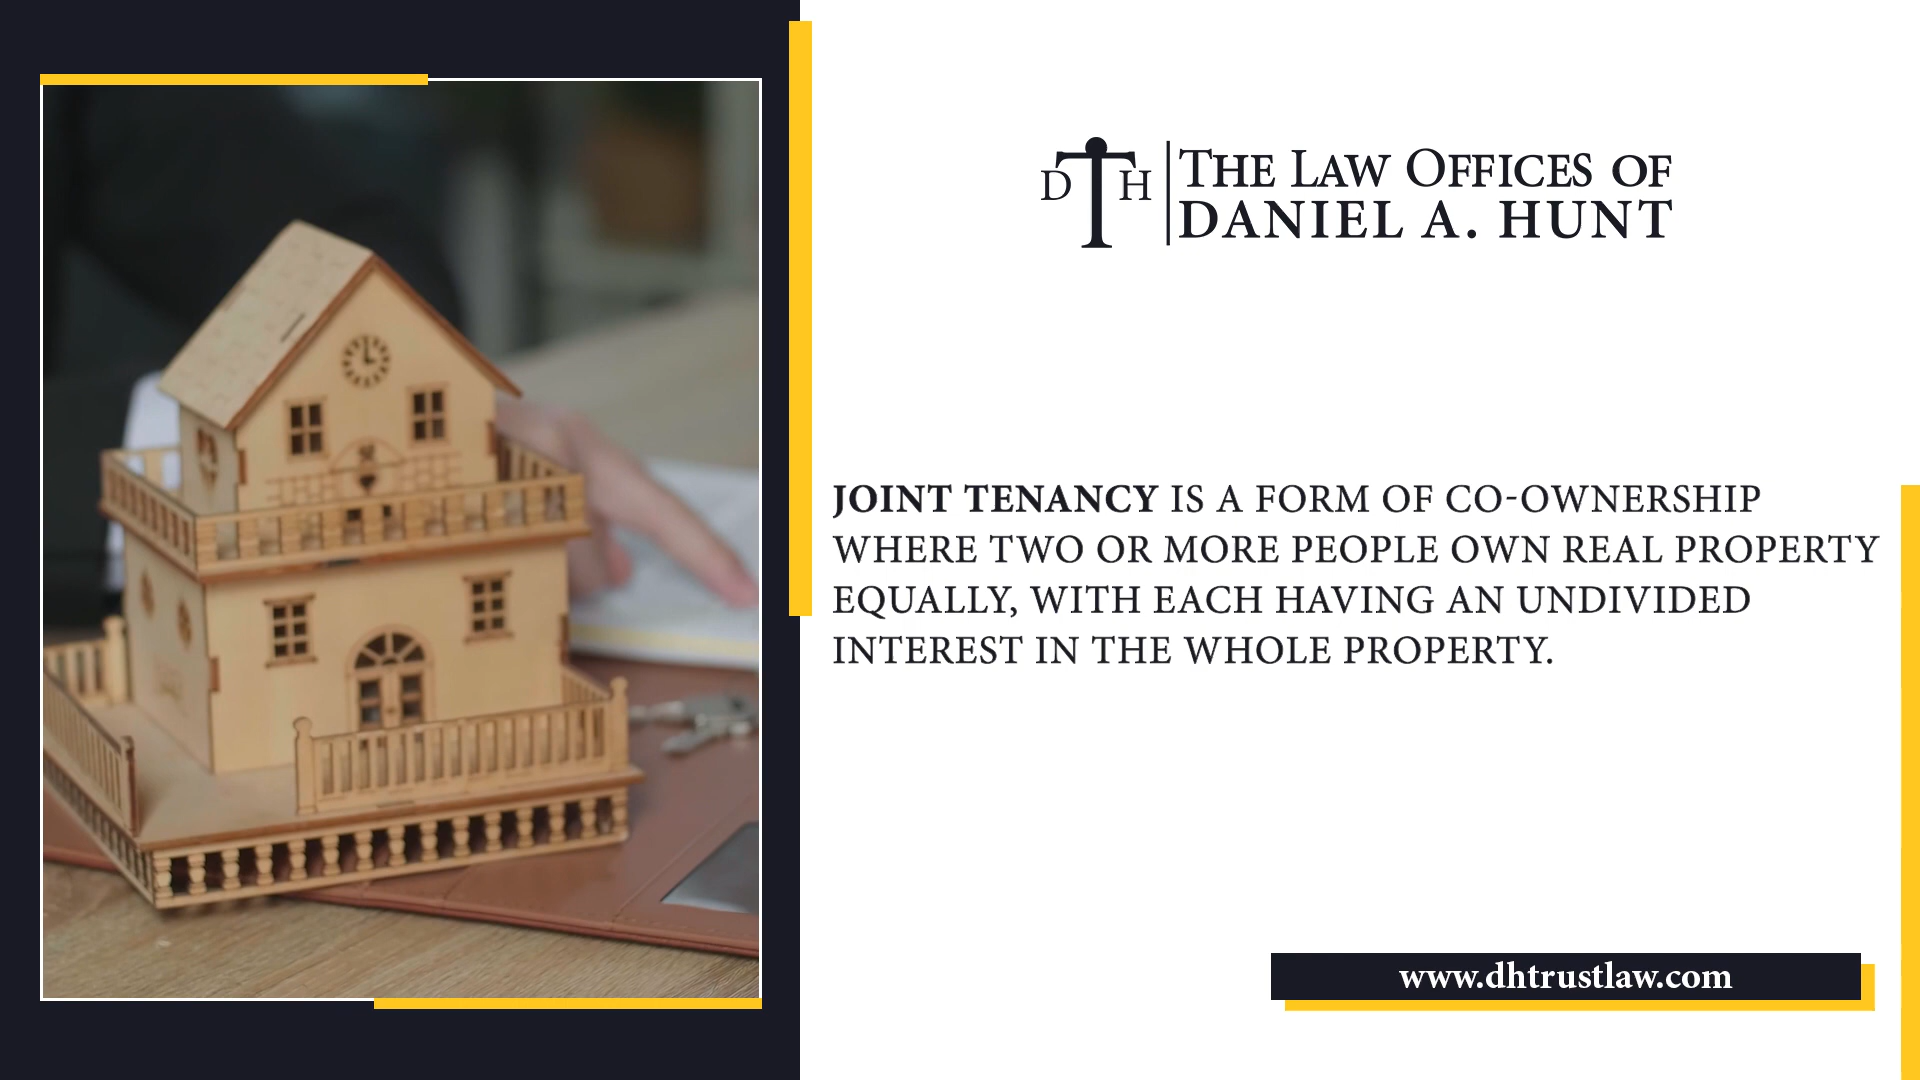 D H
THE LAW OFFICES OF
DANIEL A. HUNT
JOINT TENANCY IS A FORM OF CO-OWNERSHIP
WHERE TWO OR MORE PEOPLE OWN REAL PROPERTY
EQUALLY, WITH EACH HAVING AN UNDIVIDED
INTEREST IN THE WHOLE PROPERTY.
www.dhtrustlaw.com